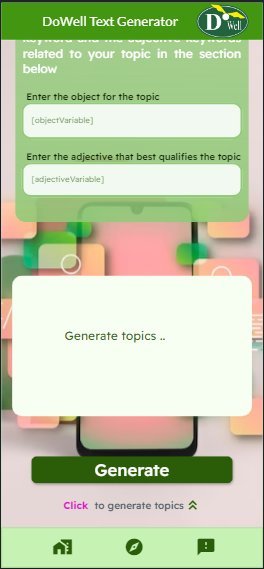 DoWell Text Generator
D Well
keyword and the objective keywords
related to your topic in the section
below
Enter the object for the topic
[objectVariable]
Enter the adjective that best qualifies the topic
[adjectiveVariable]
Generate topics ..
Generate
Click to generate topics